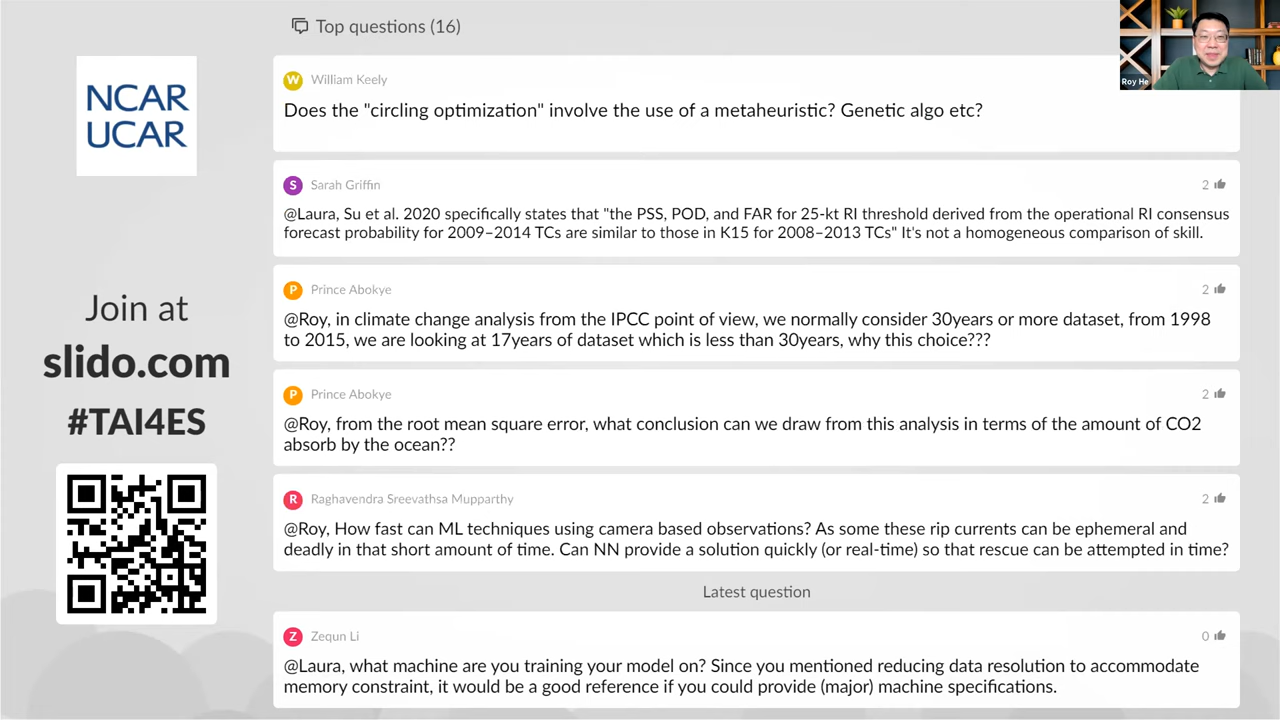 Top questions (16)
NCAR
UCAR
Join at
slido.com
#TAI4ES
W William Keely
Does the "circling optimization" involve the use of a metaheuristic? Genetic algo etc?
S Sarah Griffin 2
@Laura, Su et al. 2020 specifically states that "the PSS, POD, and FAR for 25-kt RI threshold derived from the operational RI consensus
forecast probability for 2009–2014 TCs are similar to those in K15 for 2008–2013 TCs" It's not a homogeneous comparison of skill.
P Prince Abokye 2
@Roy, in climate change analysis from the IPCC point of view, we normally consider 30years or more dataset, from 1998
to 2015, we are looking at 17years of dataset which is less than 30years, why this choice???
P Prince Abokye 2
@Roy, from the root mean square error, what conclusion can we draw from this analysis in terms of the amount of CO2
absorb by the ocean??
R Raghavendra Sreevathsa Mupparthy 2
@Roy, How fast can ML techniques using camera based observations? As some these rip currents can be ephemeral and
deadly in that short amount of time. Can NN provide a solution quickly (or real-time) so that rescue can be attempted in time?
Latest question
Z Zequn Li 0
@Laura, what machine are you training your model on? Since you mentioned reducing data resolution to accommodate
memory constraint, it would be a good reference if you could provide (major) machine specifications.
Roy He